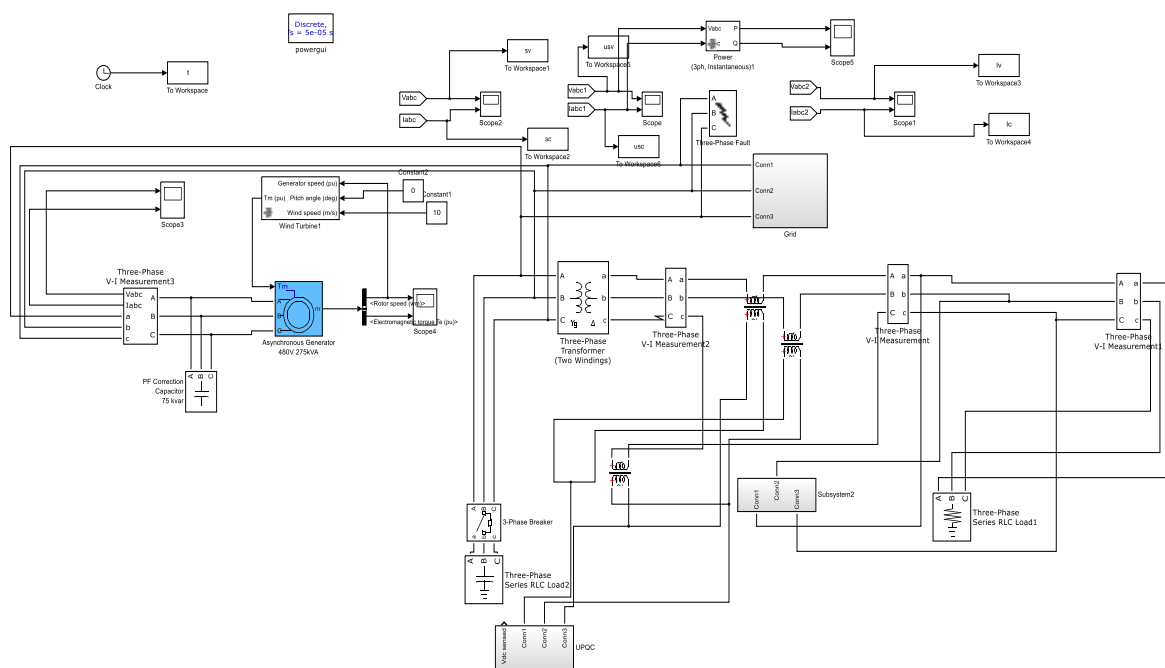 Discrete,
s = 5e-05 s
powergui
Clock
t
To Workspace
sv
To Workspace1
Vabc
Iabc
Scope2
sc
To Workspace2
usv
To Workspace5
Vabc1
Iabc1
Scope
usc
To Workspace6
Vabc
P
Q
Power
(3ph, Instantaneous)1
Scope5
A
B
C
Three-Phase Fault
Vabc2
Iabc2
Scope1
lv
To Workspace3
lc
To Workspace4
Conn1
Conn2
Conn3
Grid
Scope3
Generator speed (pu)
Tm (pu)
Pitch angle (deg)
Wind speed (m/s)
Wind Turbine1
Constant2
0
Constant1
10
Three-Phase
V-I Measurement3
Vabc
Iabc
a
b
c
A
B
C
Tm
A
B
C
m
Asynchronous Generator
480V 275kVA
<Rotor speed (wm)>
<Electromagnetic torque Te (pu)>
Scope4
A
B
C
PF Correction
Capacitor
75 kvar
A
B
C
a
b
c
Yg
Δ
Three-Phase
Transformer
(Two Windings)
A
B
C
a
b
c
Three-Phase
V-I Measurement2
A
B
C
a
b
c
Three-Phase
V-I Measurement
A
B
C
a
b
c
Three-Phase
V-I Measurement1
Conn1
Conn2
Conn3
Subsystem2
A
B
C
Three-Phase
Series RLC Load1
A
B
C
a
b
c
3-Phase Breaker
A
B
C
Three-Phase
Series RLC Load2
Vdc sensed
Conn1
Conn2
Conn3
UPQC